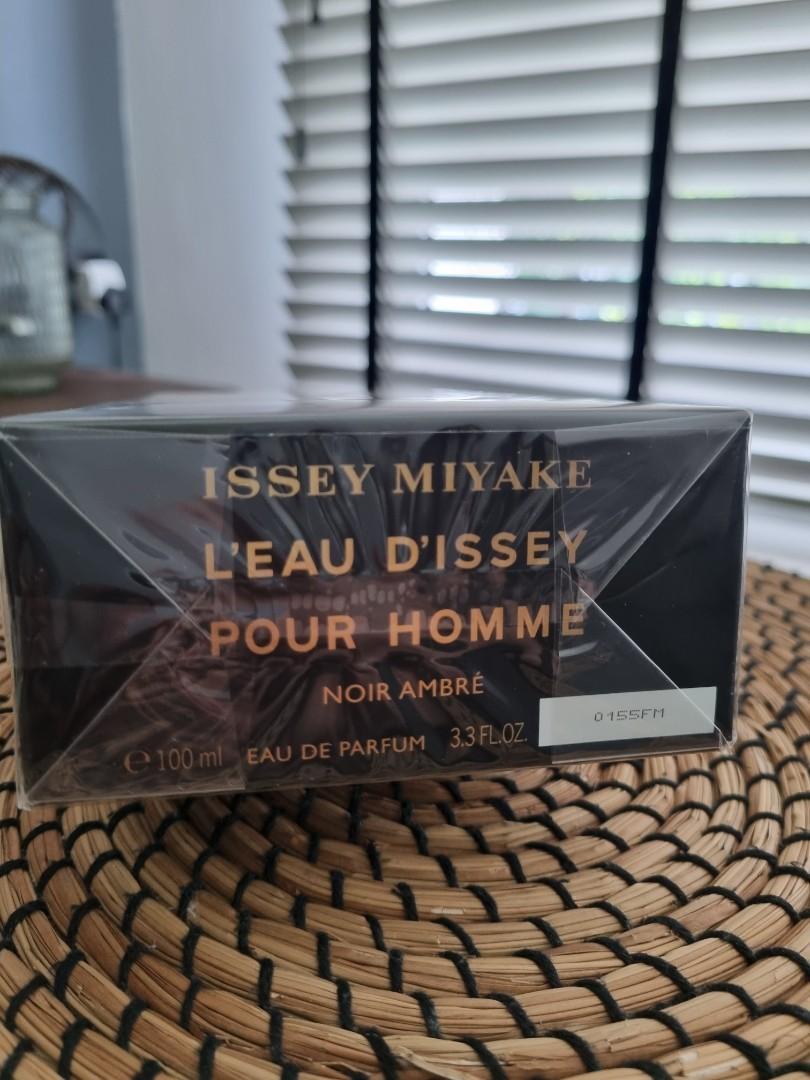 ISSEY MIYAKE
L'EAU D'ISSEY
POUR HOMME
NOIR AMBRÉ
℮ 100 ml EAU DE PARFUM 3.3 FL.OZ.
0155FM